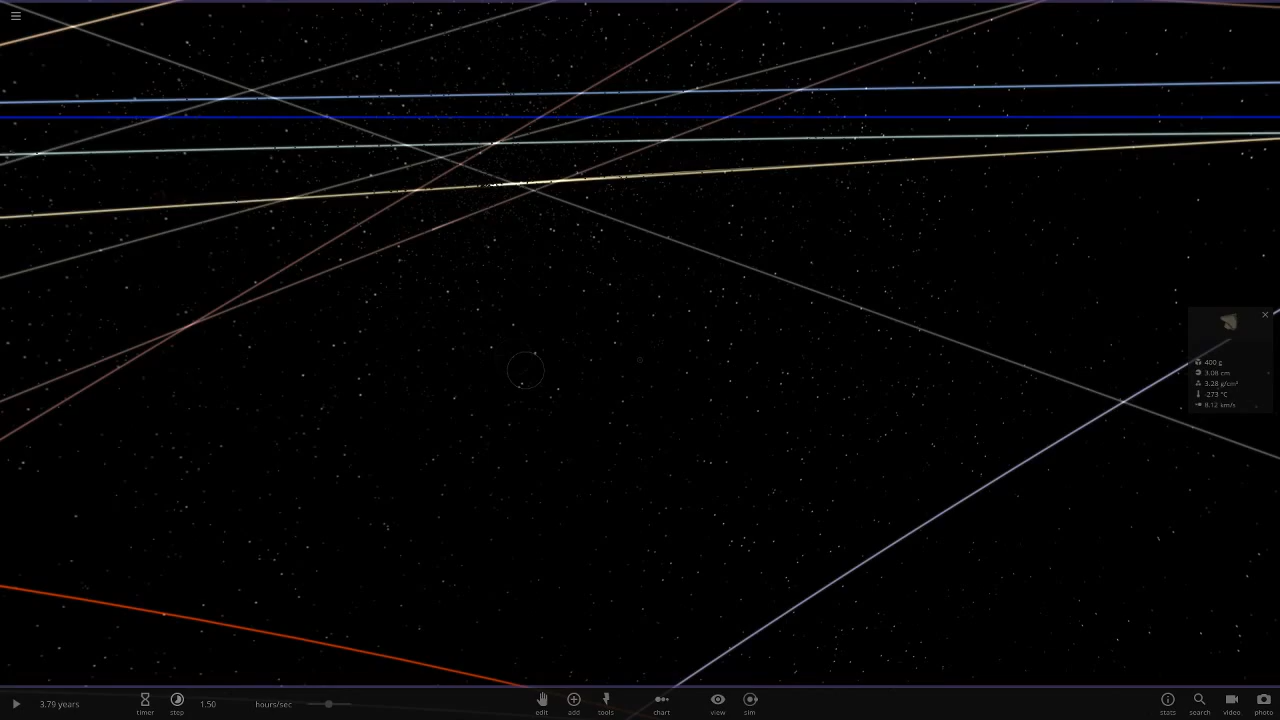 400 g
3.08 cm
3.28 g/cm³
-273 °C
8.12 km/s
3.79 years
timer
step
1.50
hours/sec
edit
add
tools
chart
view
sim
stats
search
video
photo